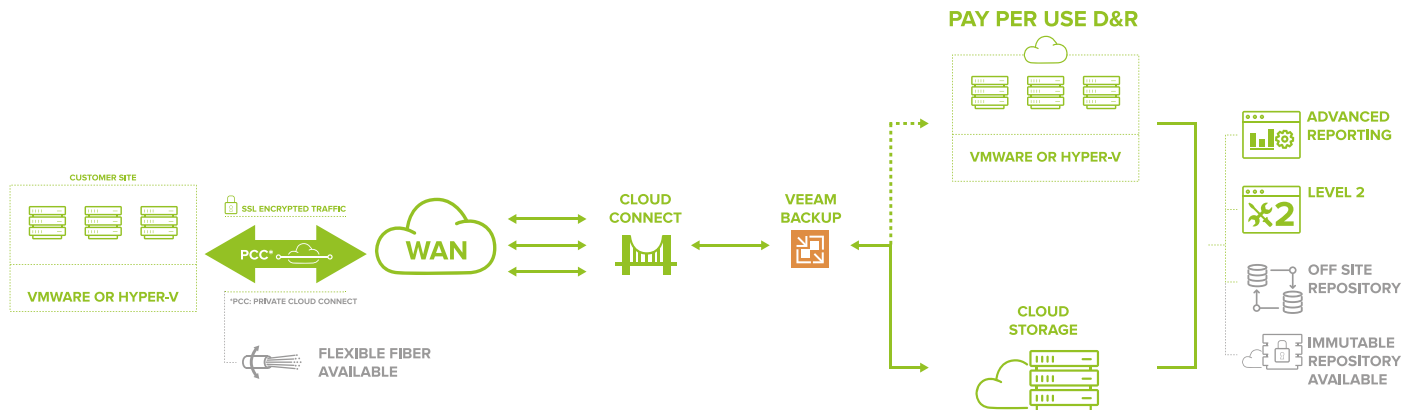 CUSTOMER SITE
VMWARE OR HYPER-V
SSL ENCRYPTED TRAFFIC
PCC*
*PCC: PRIVATE CLOUD CONNECT
FLEXIBLE FIBER
AVAILABLE
WAN
CLOUD
CONNECT
VEEAM
BACKUP
PAY PER USE D&R
VMWARE OR HYPER-V
CLOUD
STORAGE
ADVANCED
REPORTING
2
LEVEL 2
OFF SITE
REPOSITORY
IMMUTABLE
REPOSITORY
AVAILABLE